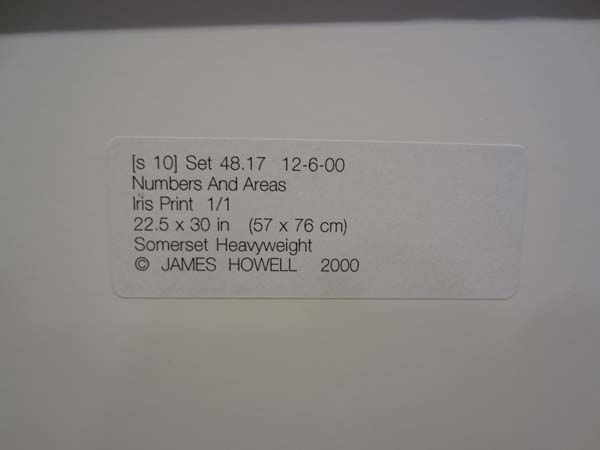 [s 10] Set 48.17 12-6-00
Numbers And Areas
Iris Print 1/1
22.5 x 30 in (57 x 76 cm)
Somerset Heavyweight
© JAMES HOWELL 2000